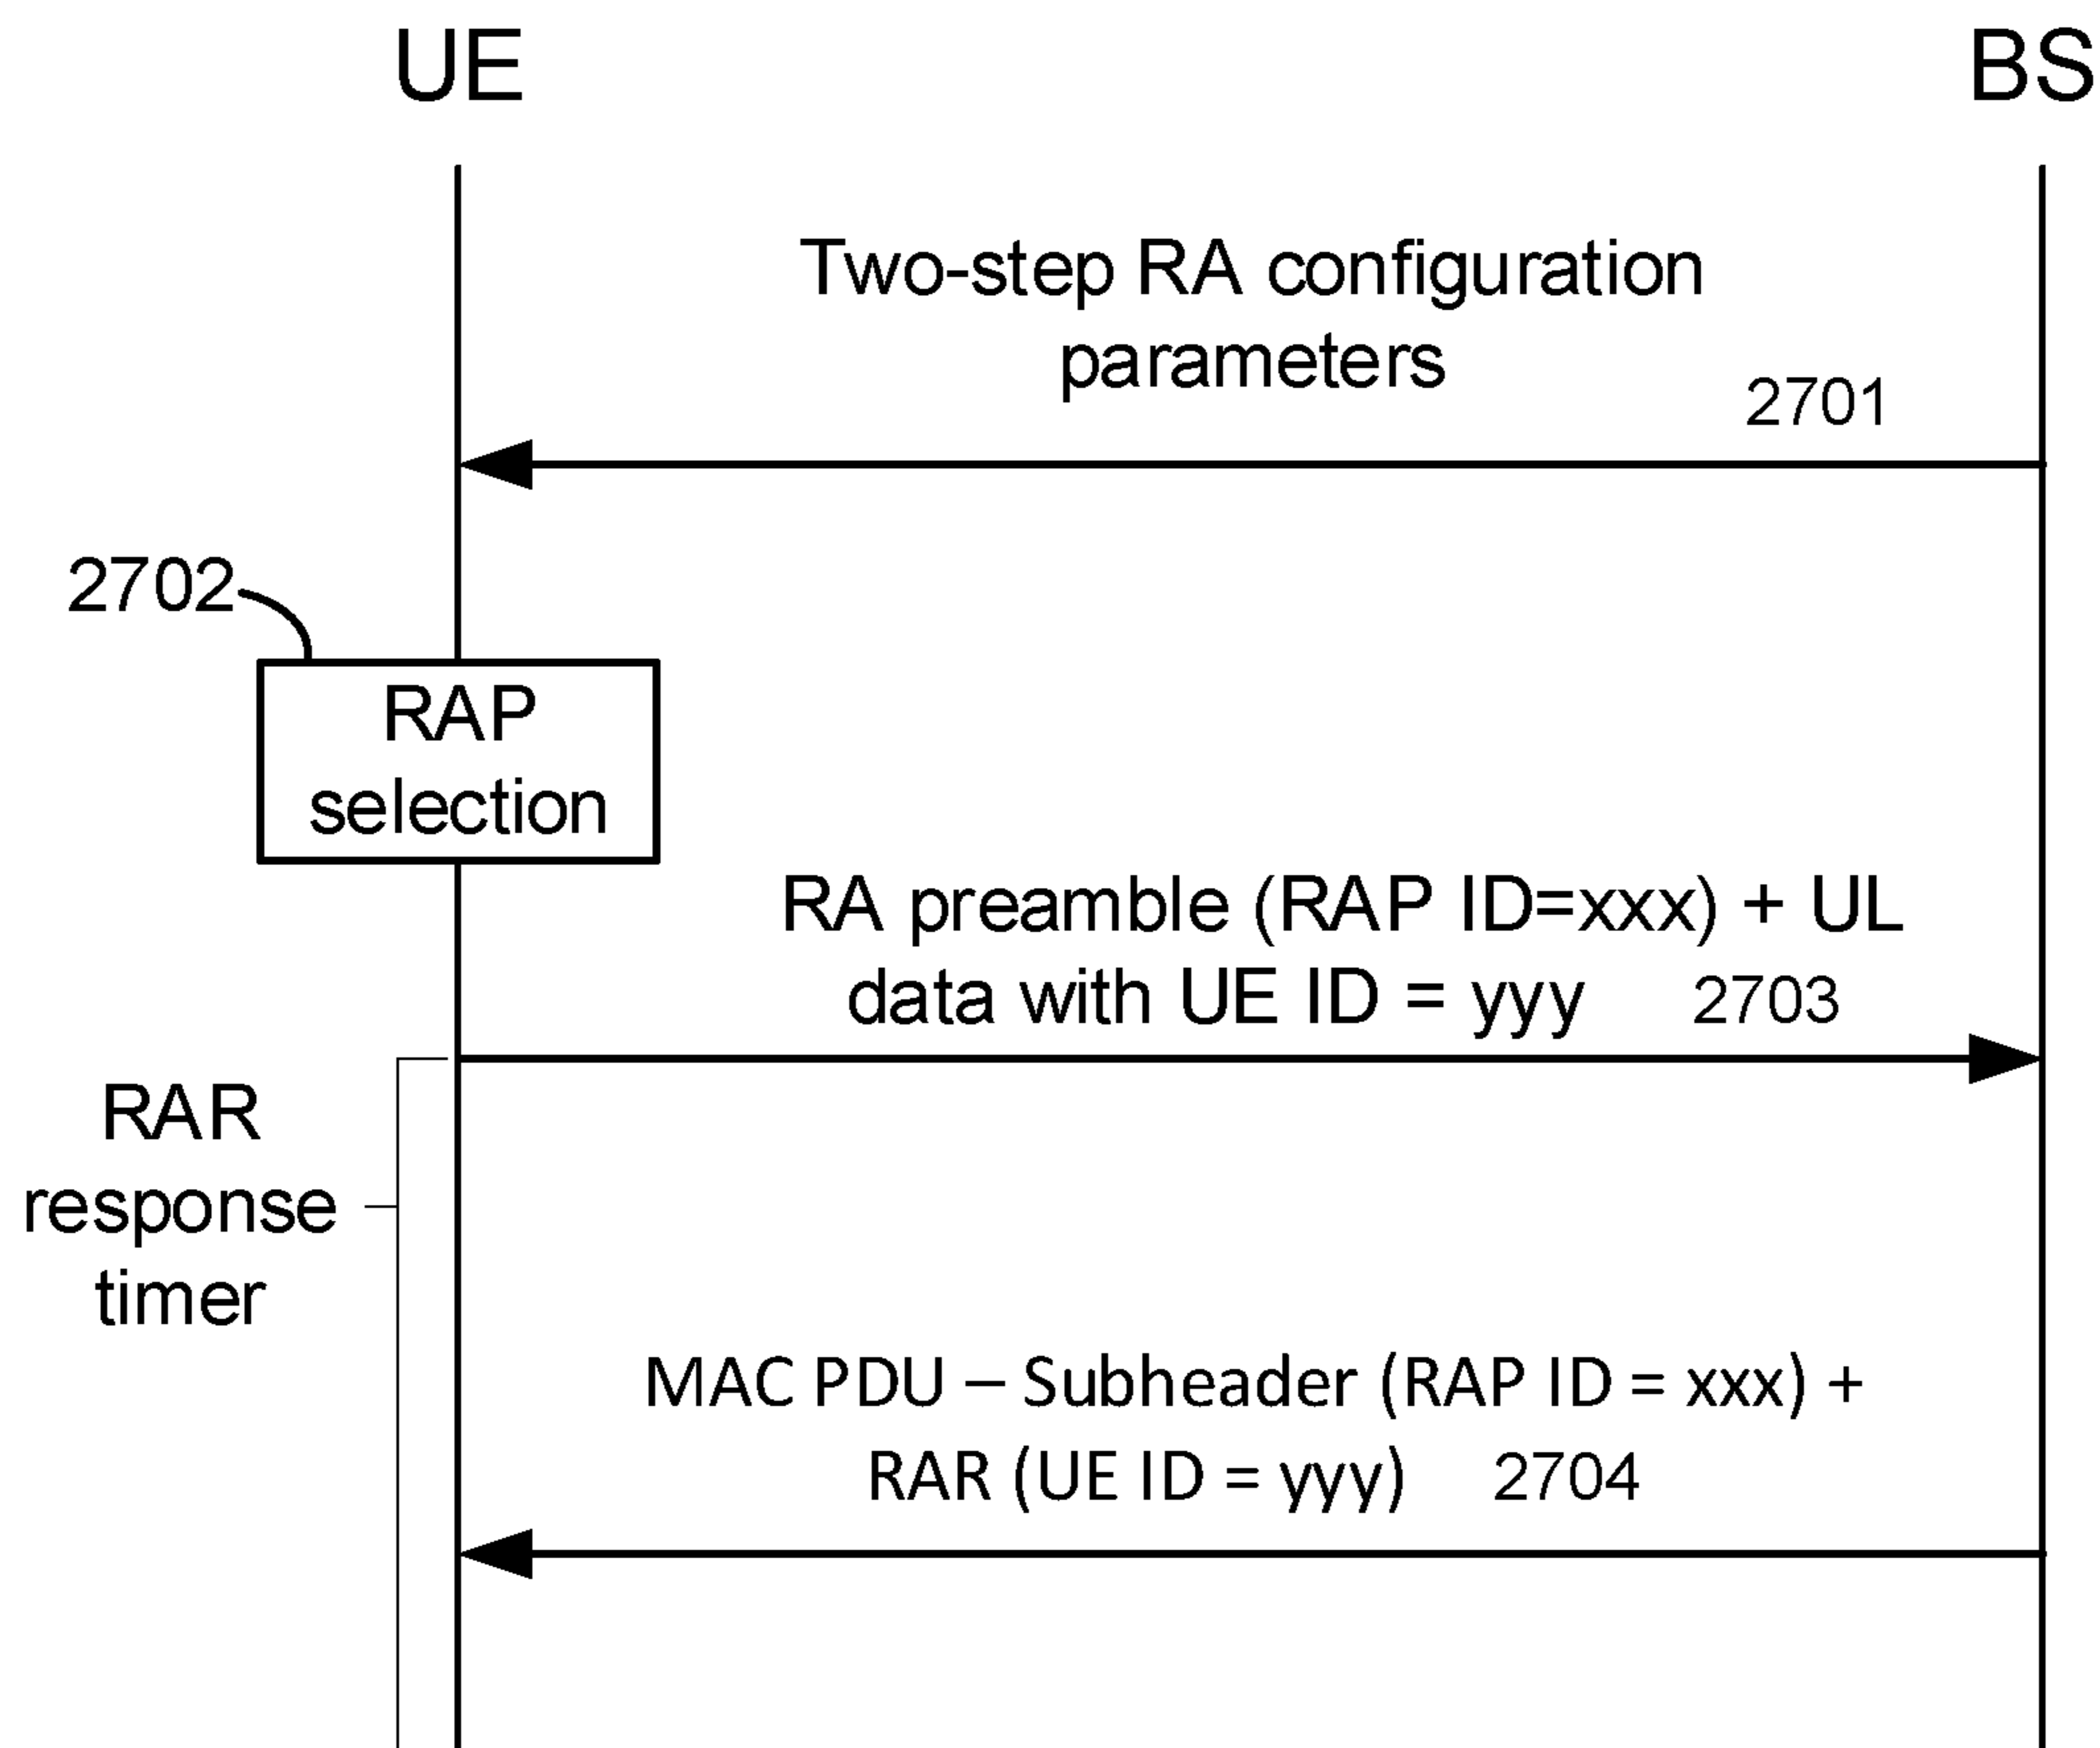 UE
BS
Two-step RA configuration
parameters
2701
2702
RAP
selection
RA preamble (RAP ID=xxx) + UL
data with UE ID = yyy 2703
RAR
response
timer
MAC PDU – Subheader (RAP ID = xxx) +
RAR (UE ID = yyy) 2704